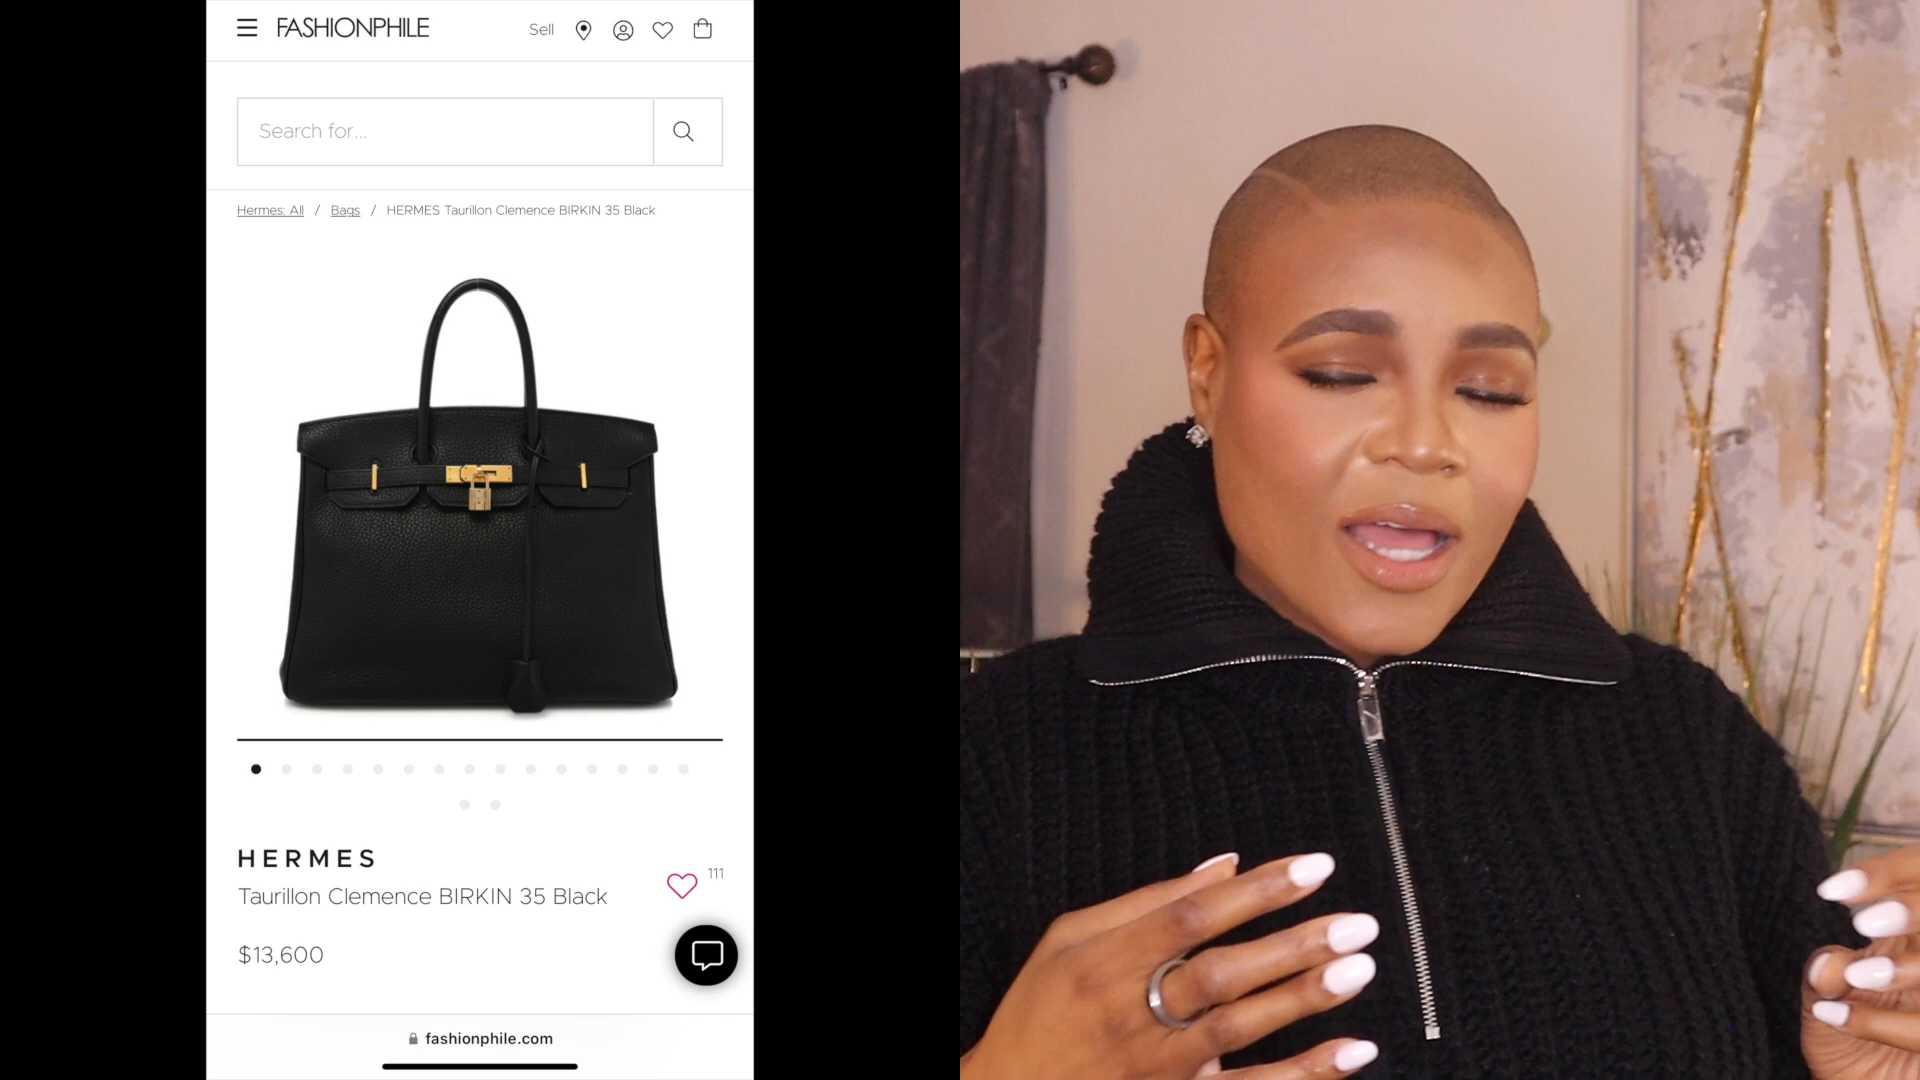 FASHIONPHILE
Sell
Search for...
Hermes: All / Bags / HERMES Taurillon Clemence BIRKIN 35 Black
HERMES
111
Taurillon Clemence BIRKIN 35 Black
$13,600
fashionphile.com